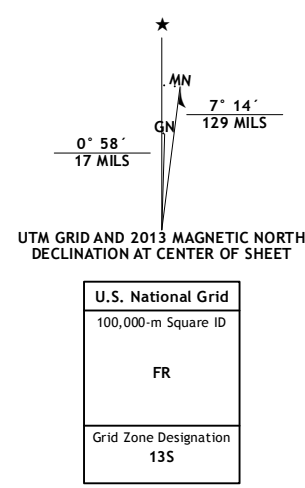 ★
MN
7° 14´
129 MILS
GN
0° 58´
17 MILS
UTM GRID AND 2013 MAGNETIC NORTH
DECLINATION AT CENTER OF SHEET
U.S. National Grid
100,000-m Square ID
FR
Grid Zone Designation
13S